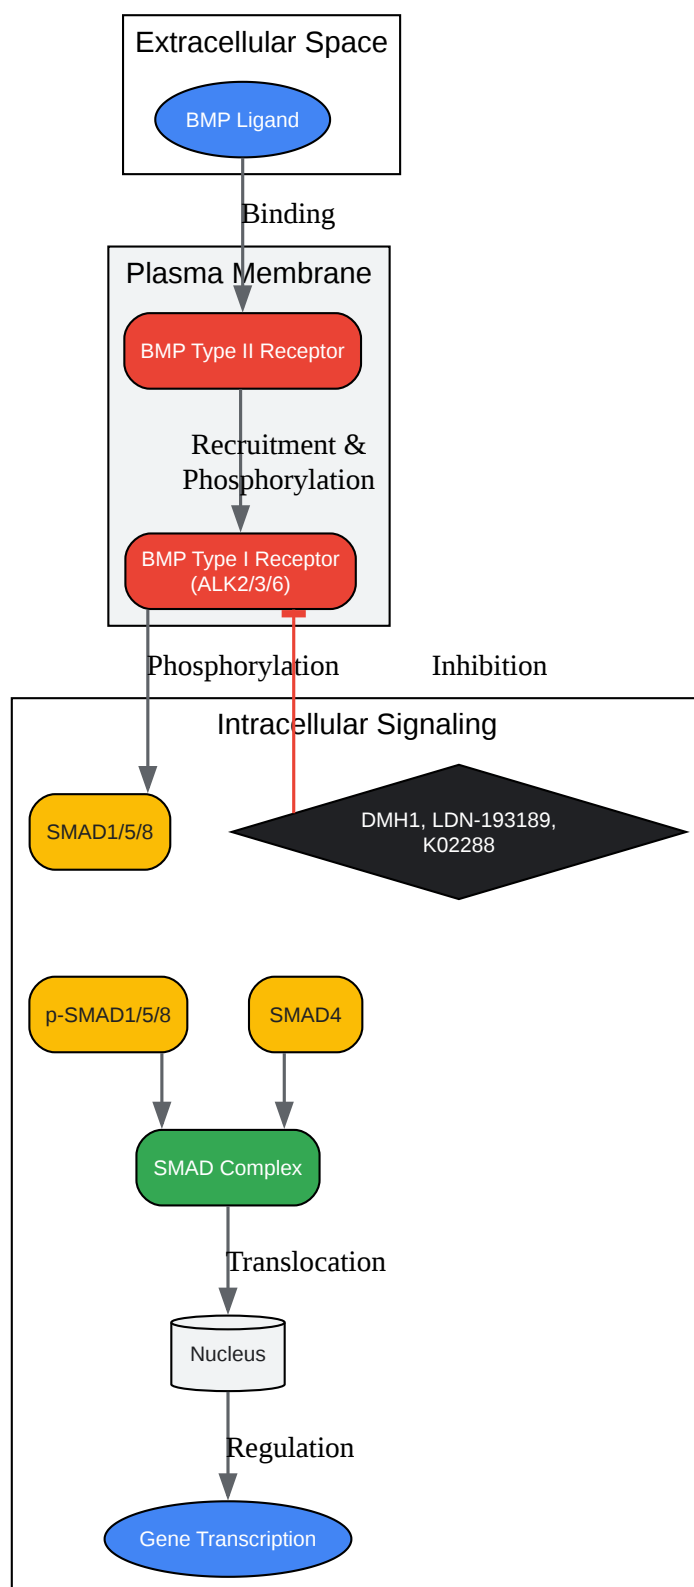 Extracellular Space
BMP Ligand
Binding
Plasma Membrane
BMP Type II Receptor
Recruitment &
Phosphorylation
BMP Type I Receptor
(ALK2/3/6)
Phosphorylation
Inhibition
Intracellular Signaling
SMAD1/5/8
DMH1, LDN-193189,
K02288
p-SMAD1/5/8
SMAD4
SMAD Complex
Translocation
Nucleus
Regulation
Gene Transcription